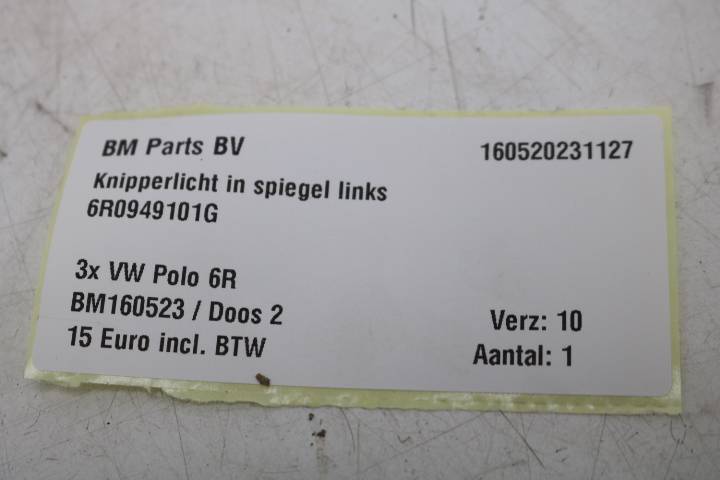 BM Parts BV 160520231127
Knipperlicht in spiegel links
6R0949101G
3x VW Polo 6R
BM160523 / Doos 2 Verz: 10
15 Euro incl. BTW Aantal: 1